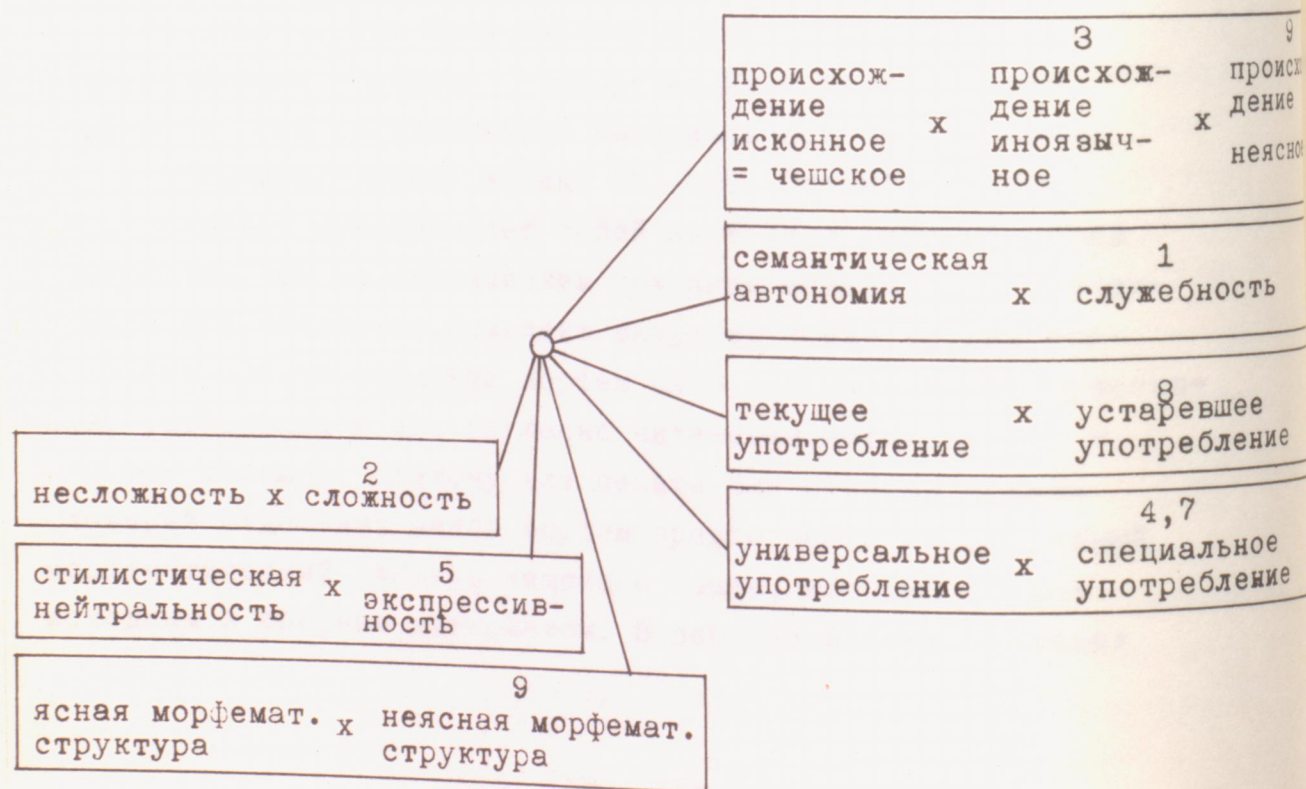 3 9
происхож- происхож-
дение x дение x дение
исконное иноязыч-
= чешское ное
1
семантическая
автономия x служебность
8
текущее x устаревшее
употребление употребление
4,7
универсальное x специальное
употребление употребление
2
несложность x сложность
5
стилистическая x экспрессив-
нейтральность ность
9
ясная морфемат. x неясная морфемат.
структура структура